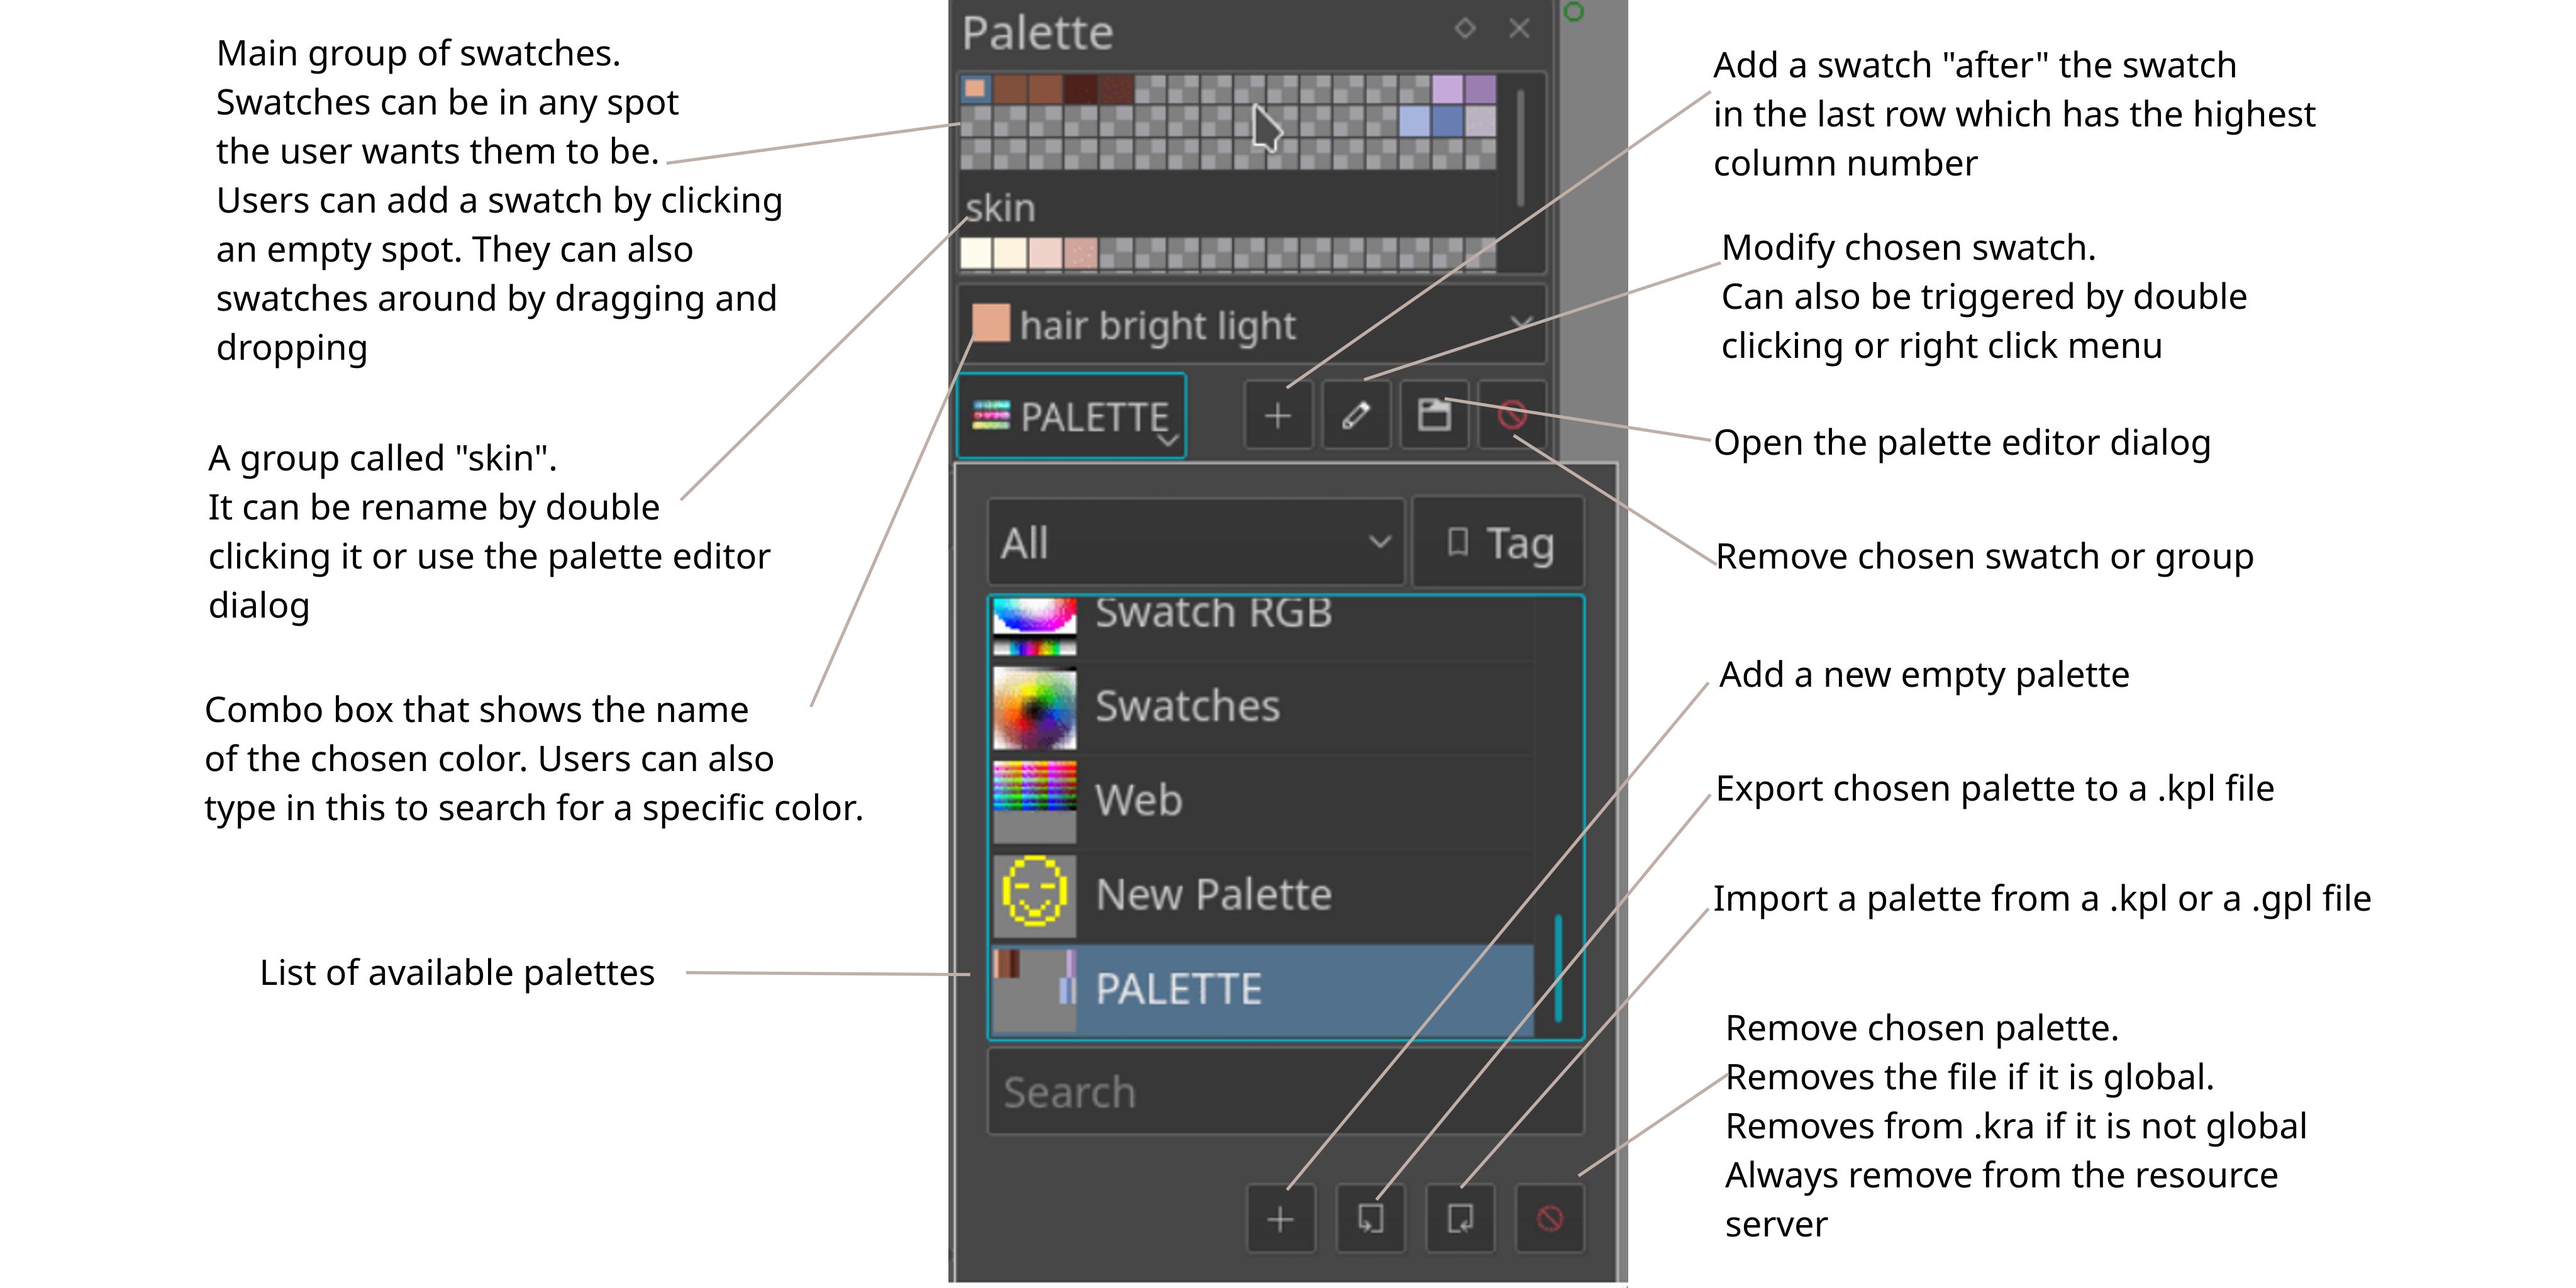 Main group of swatches.
Swatches can be in any spot
the user wants them to be.
Users can add a swatch by clicking
an empty spot. They can also
swatches around by dragging and
dropping
A group called "skin".
It can be rename by double
clicking it or use the palette editor
dialog
Combo box that shows the name
of the chosen color. Users can also
type in this to search for a specific color.
List of available palettes
Palette
skin
hair bright light
PALETTE
All
Tag
Swatch RGB
Swatches
Web
New Palette
PALETTE
Search
Add a swatch "after" the swatch
in the last row which has the highest
column number
Modify chosen swatch.
Can also be triggered by double
clicking or right click menu
Open the palette editor dialog
Remove chosen swatch or group
Add a new empty palette
Export chosen palette to a .kpl file
Import a palette from a .kpl or a .gpl file
Remove chosen palette.
Removes the file if it is global.
Removes from .kra if it is not global
Always remove from the resource
server